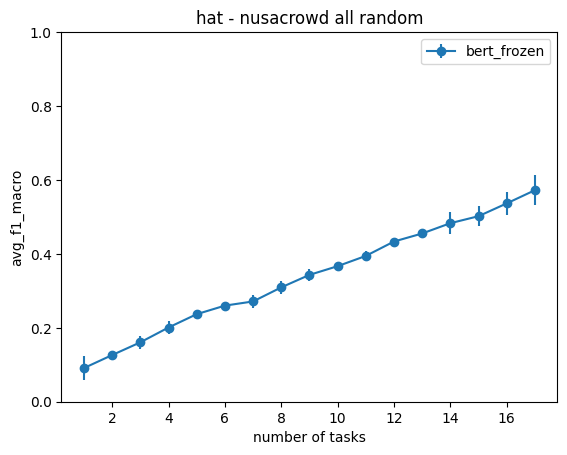 hat - nusacrowd all random
bert_frozen
1.0
0.8
0.6
0.4
0.2
0.0
avg_f1_macro
2 4 6 8 10 12 14 16
number of tasks